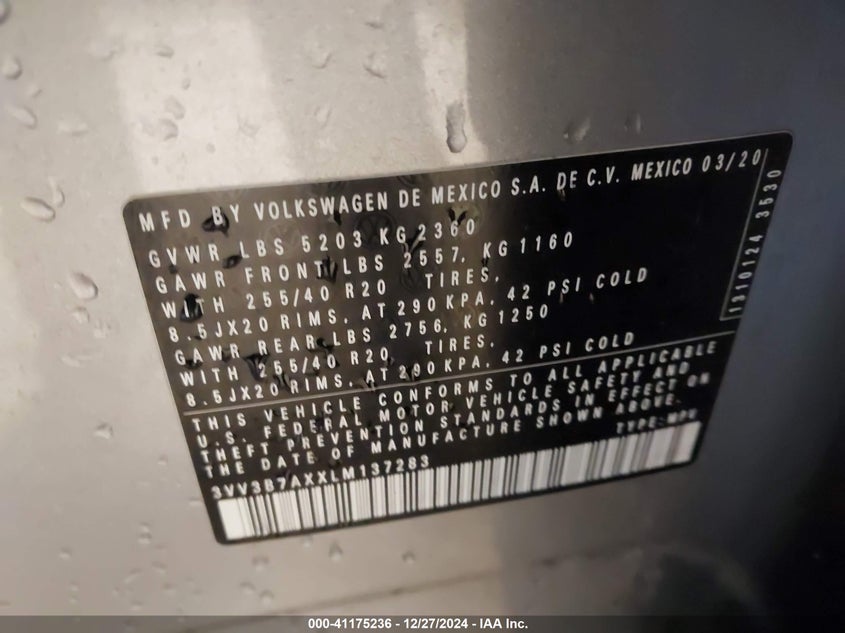 MFD BY VOLKSWAGEN DE MEXICO S.A. DE C.V. MEXICO 03/20
GVWR LBS 5203 KG 2360
GAWR FRONT LBS 2557, KG 1160
WITH 255/40 R20 TIRES,
8.5JX20 RIMS, AT 290 KPA, 42 PSI COLD
GAWR REAR LBS 2756, KG 1250
WITH 255/40 R20 TIRES,
8.5JX20 RIMS, AT 290 KPA, 42 PSI COLD
THIS VEHICLE CONFORMS TO ALL APPLICABLE
U.S. FEDERAL MOTOR VEHICLE SAFETY AND
THEFT PREVENTION STANDARDS IN EFFECT ON
THE DATE OF MANUFACTURE SHOWN ABOVE.
3VV3B7AXXLM137283 TYPE:MPV
1310124 3530
000-41175236 - 12/27/2024 - IAA Inc.